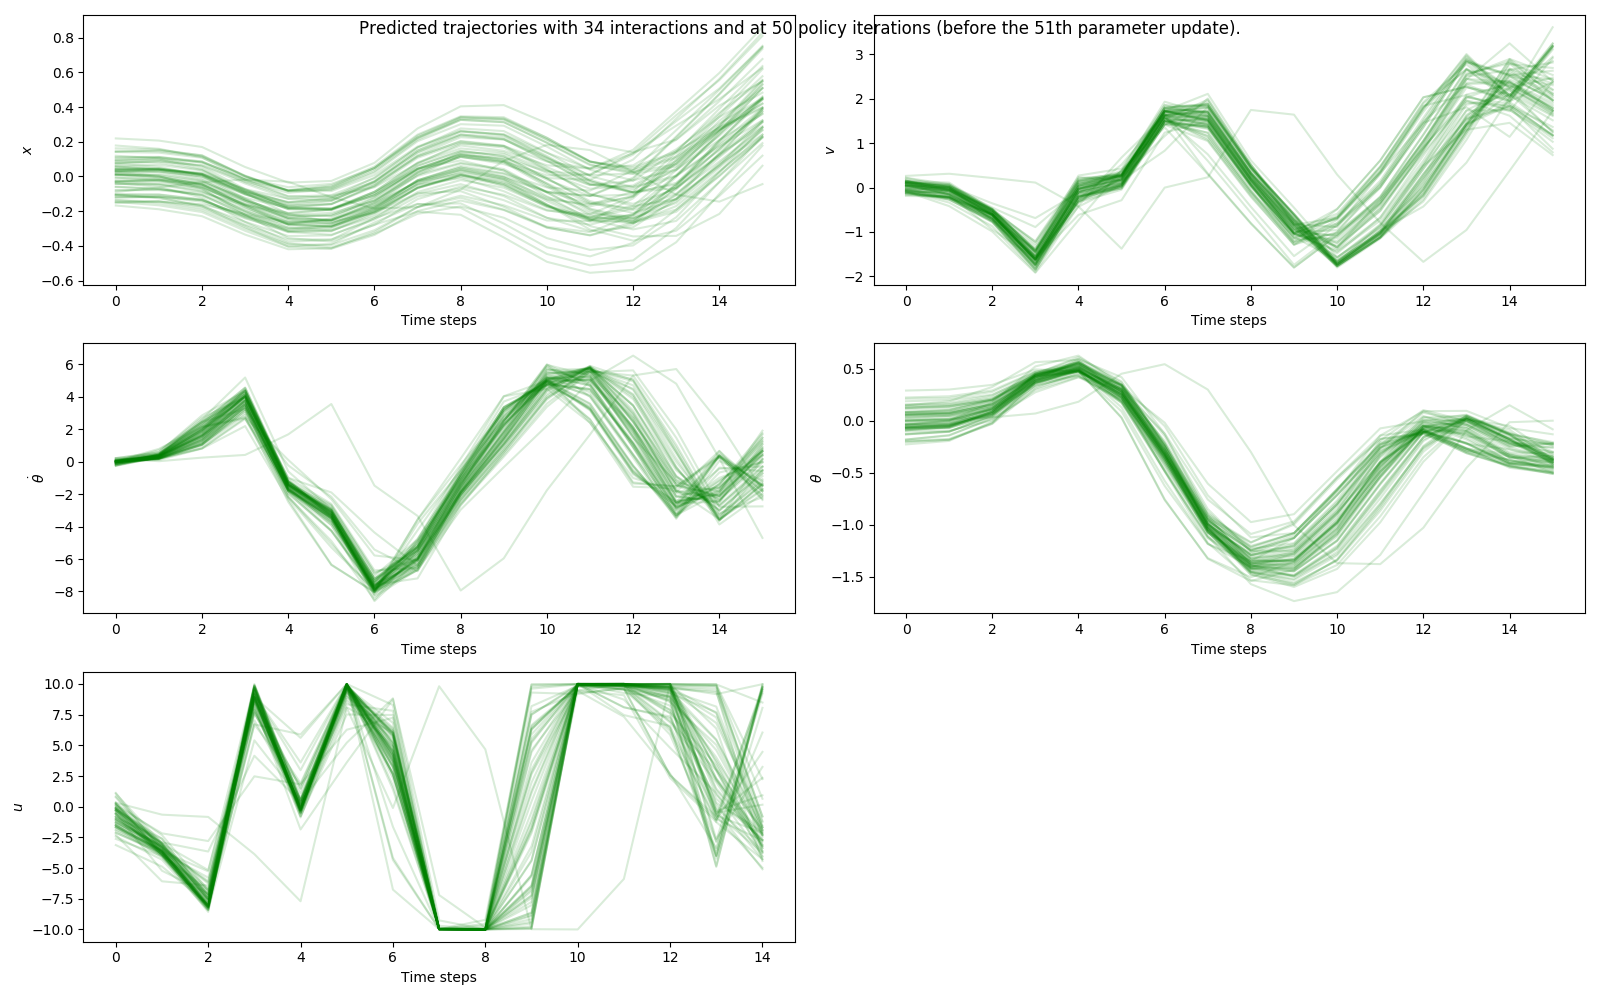 Predicted trajectories with 34 interactions and at 50 policy iterations (before the 51th parameter update).
0.8
0.6
0.4
0.2
0.0
−0.2
−0.4
−0.6
x
0 2 4 6 8 10 12 14
Time steps
3
2
1
0
−1
−2
v
0 2 4 6 8 10 12 14
Time steps
6
4
2
0
−2
−4
−6
−8
θ̇
0 2 4 6 8 10 12 14
Time steps
0.5
0.0
−0.5
−1.0
−1.5
θ
0 2 4 6 8 10 12 14
Time steps
10.0
7.5
5.0
2.5
0.0
−2.5
−5.0
−7.5
−10.0
u
0 2 4 6 8 10 12 14
Time steps